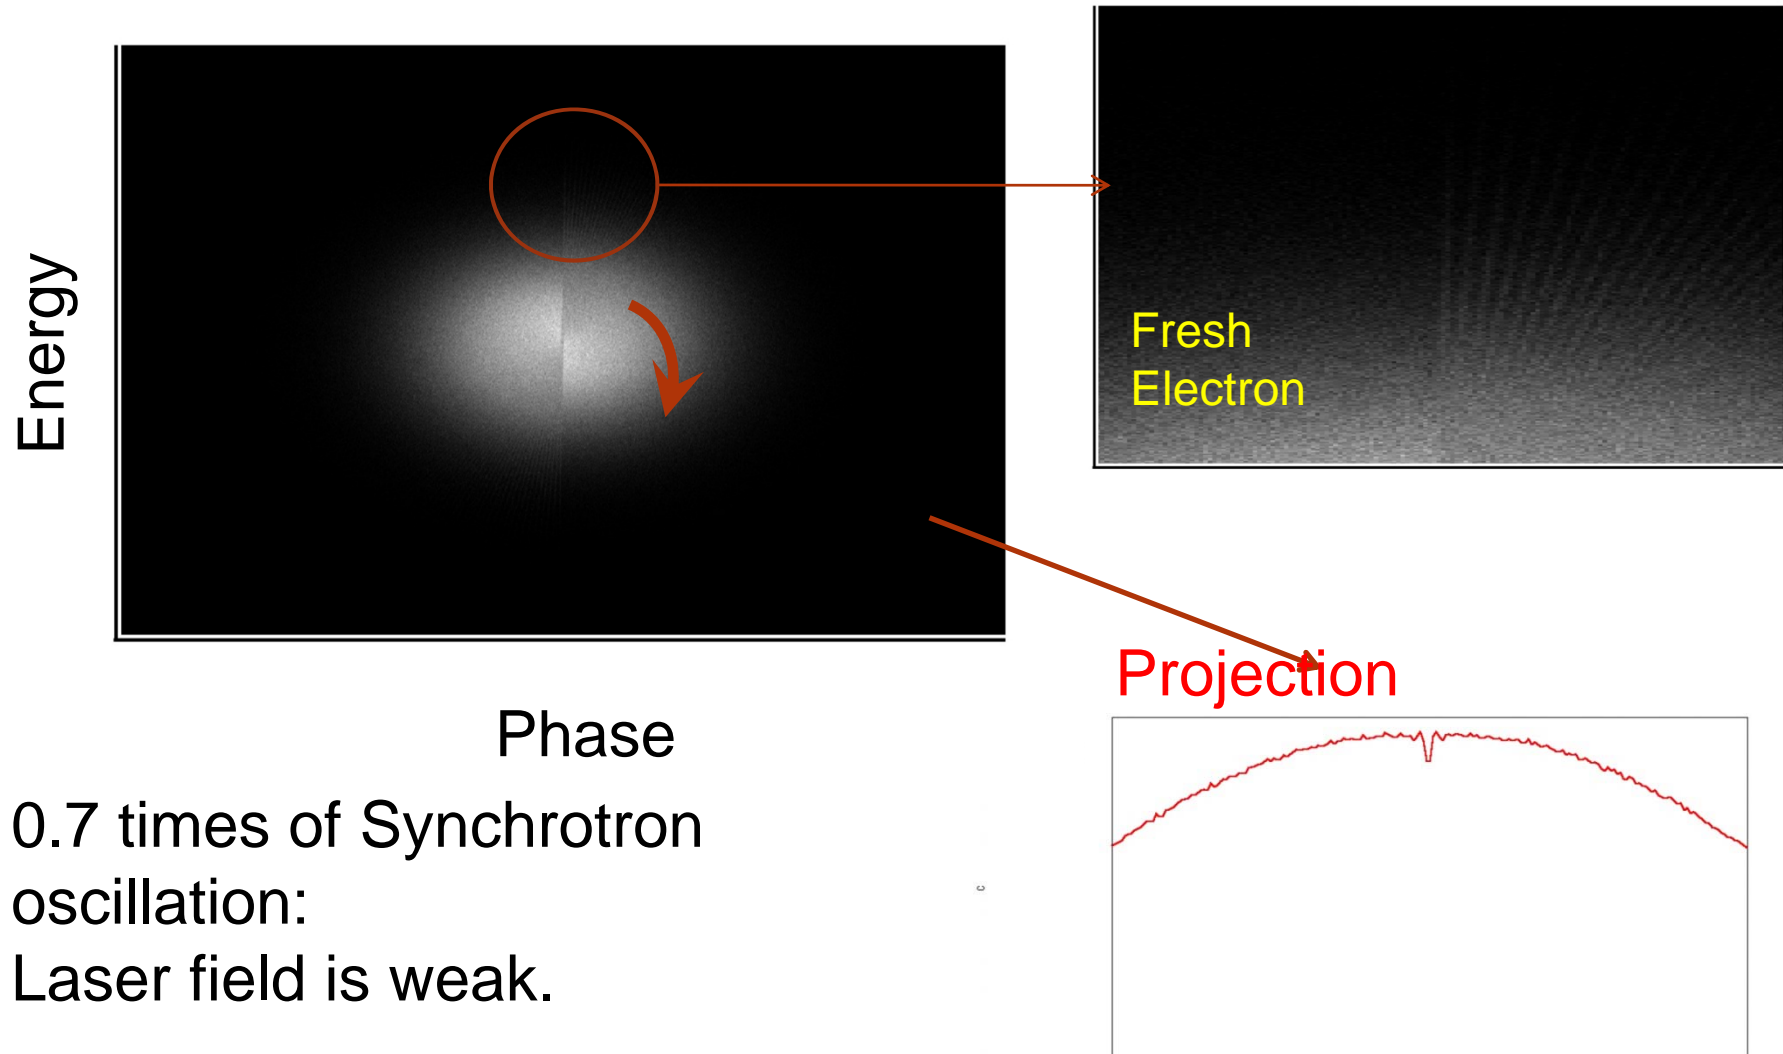 Energy
Fresh
Electron
Projection
Phase
0.7 times of Synchrotron
oscillation:
Laser field is weak.